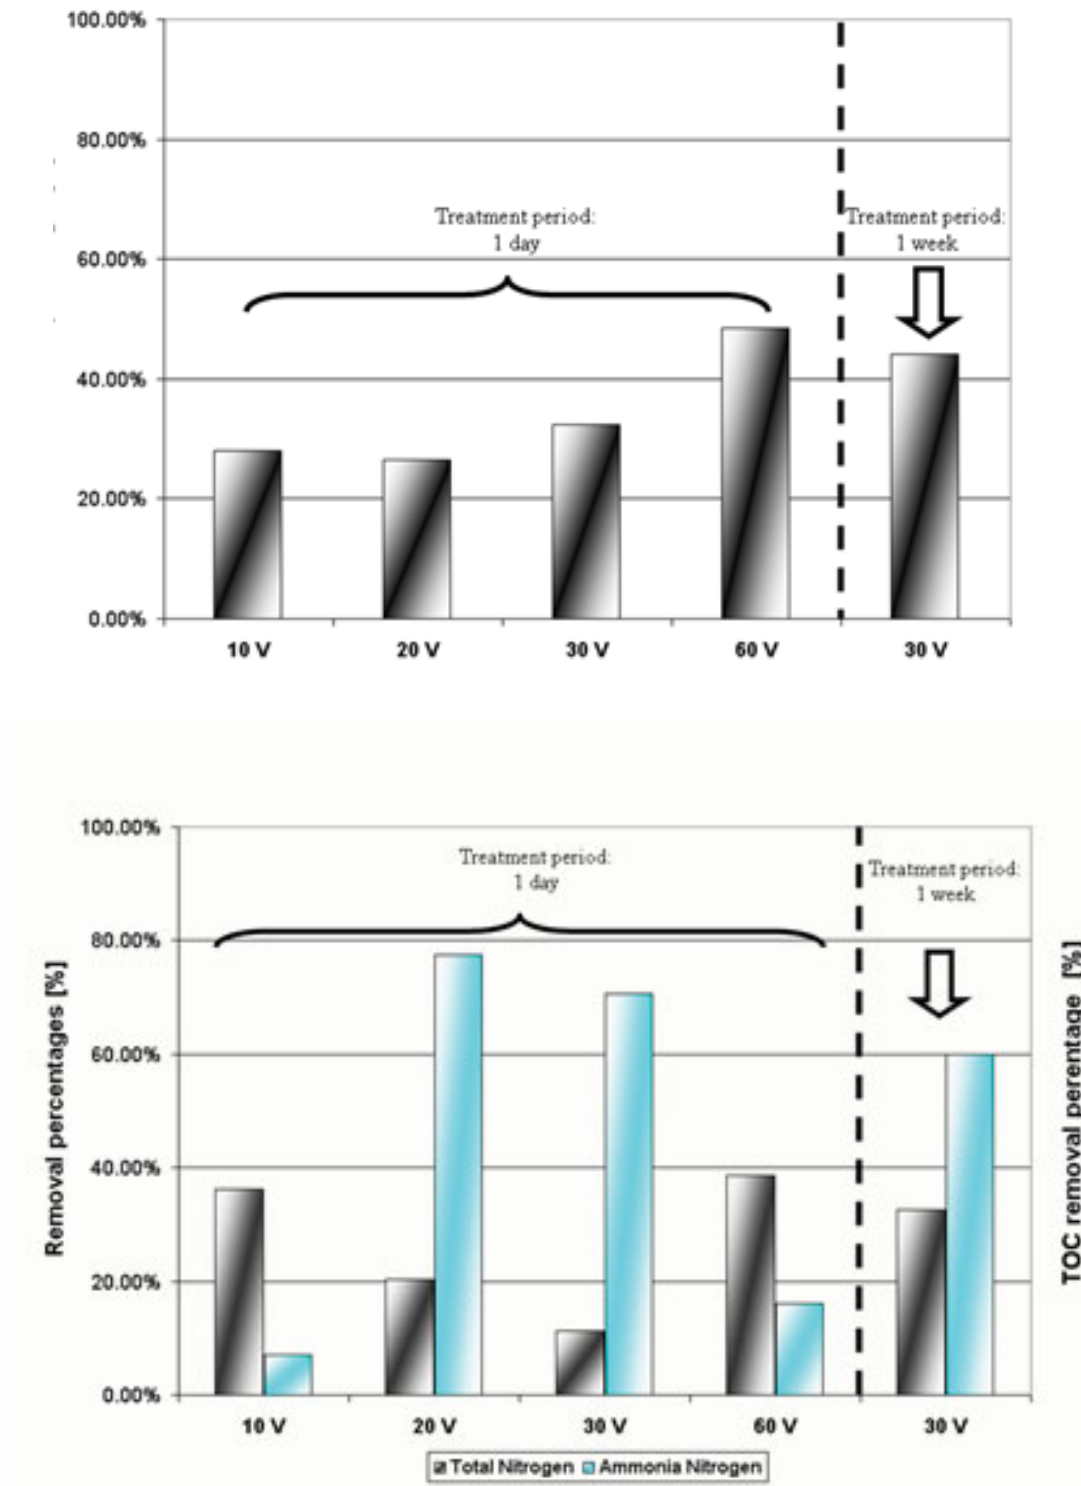 100.00%
80.00%
Treatment period:
1 day
Treatment period:
1 week
60.00%
40.00%
20.00%
0.00%
10 V
20 V
30 V
60 V
30 V
100.00%
Treatment period:
1 day
Treatment period:
1 week
80.00%
60.00%
40.00%
20.00%
0.00%
Removal percentages [%]
TOC removal perentage [%]
10 V
20 V
30 V
60 V
30 V
Total Nitrogen Ammonia Nitrogen